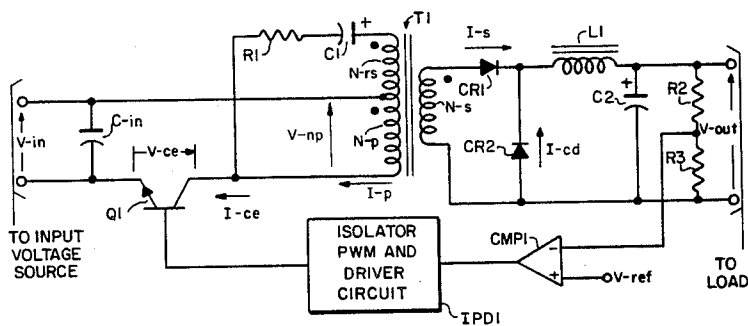 T1
I-s
L1
R1
C1
+
N-rs
CR1
N-s
+
C2
R2
V-in
C-in
V-np
N-p
V-out
V-ce
CR2
I-cd
R3
Q1
I-ce
I-p
TO INPUT
VOLTAGE
SOURCE
ISOLATOR
PWM AND
DRIVER
CIRCUIT
IPD1
CMP1
-
+
V-ref
TO
LOAD